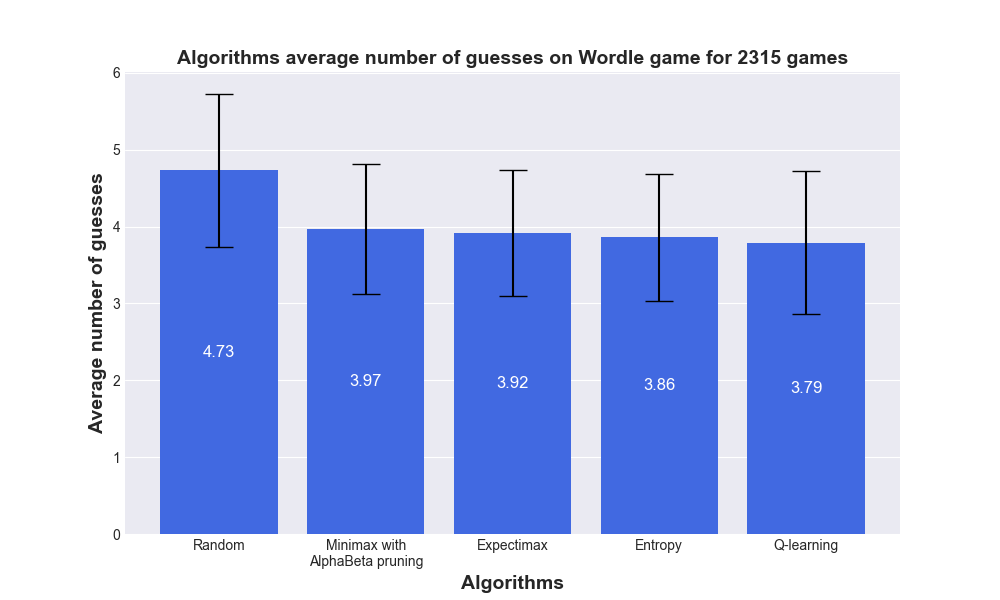 Algorithms average number of guesses on Wordle game for 2315 games
Average number of guesses
6
5
4
3
2
1
0
4.73
3.97
3.92
3.86
3.79
Random
Minimax with
AlphaBeta pruning
Expectimax
Entropy
Q-learning
Algorithms